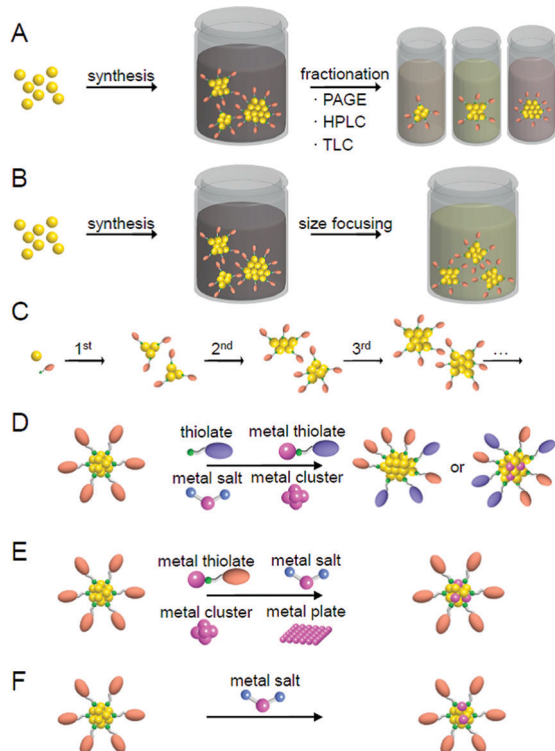 A
synthesis
fractionation
· PAGE
· HPLC
· TLC
B
synthesis
size focusing
C
1st
2nd
3rd
...
D
thiolate
metal thiolate
metal salt
metal cluster
or
E
metal thiolate
metal salt
metal cluster
metal plate
F
metal salt